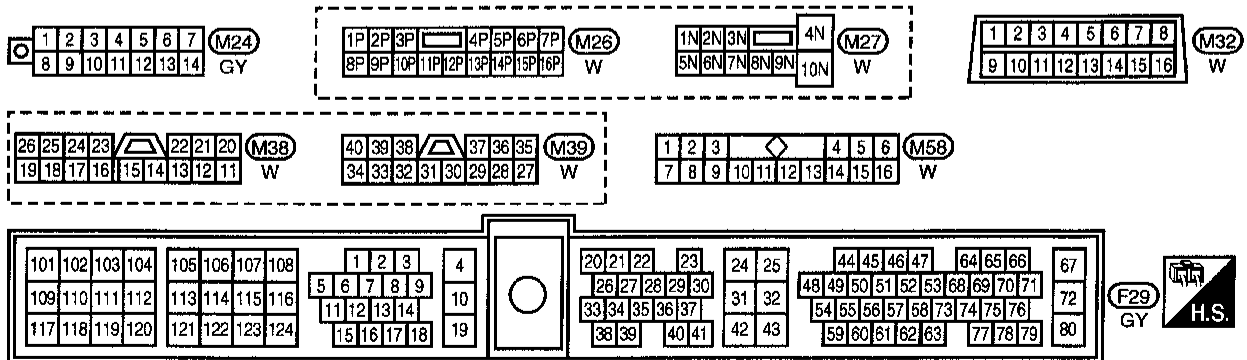 1 2 3 4 5 6 7 M24
8 9 10 11 12 13 14 GY
1P 2P 3P 4P 5P 6P 7P M26
8P 9P 10P 11P 12P 13P 14P 15P 16P W
1N 2N 3N 4N M27
5N 6N 7N 8N 9N 10N W
1 2 3 4 5 6 7 8 M32
9 10 11 12 13 14 15 16 W
26 25 24 23 22 21 20 M38
19 18 17 16 15 14 13 12 11 W
40 39 38 37 36 35 M39
34 33 32 31 30 29 28 27 W
1 2 3 4 5 6 M58
7 8 9 10 11 12 13 14 15 16 W
101 102 103 104 105 106 107 108
109 110 111 112 113 114 115 116
117 118 119 120 121 122 123 124
1 2 3 4
5 6 7 8 9 10
11 12 13 14
15 16 17 18 19
20 21 22 23 24 25
26 27 28 29 30
33 34 35 36 37 31 32
38 39 40 41 42 43
44 45 46 47 64 65 66 67
48 49 50 51 52 53 68 69 70 71 72
54 55 56 57 58 73 74 75 76
59 60 61 62 63 77 78 79 80
F29
GY
H.S.